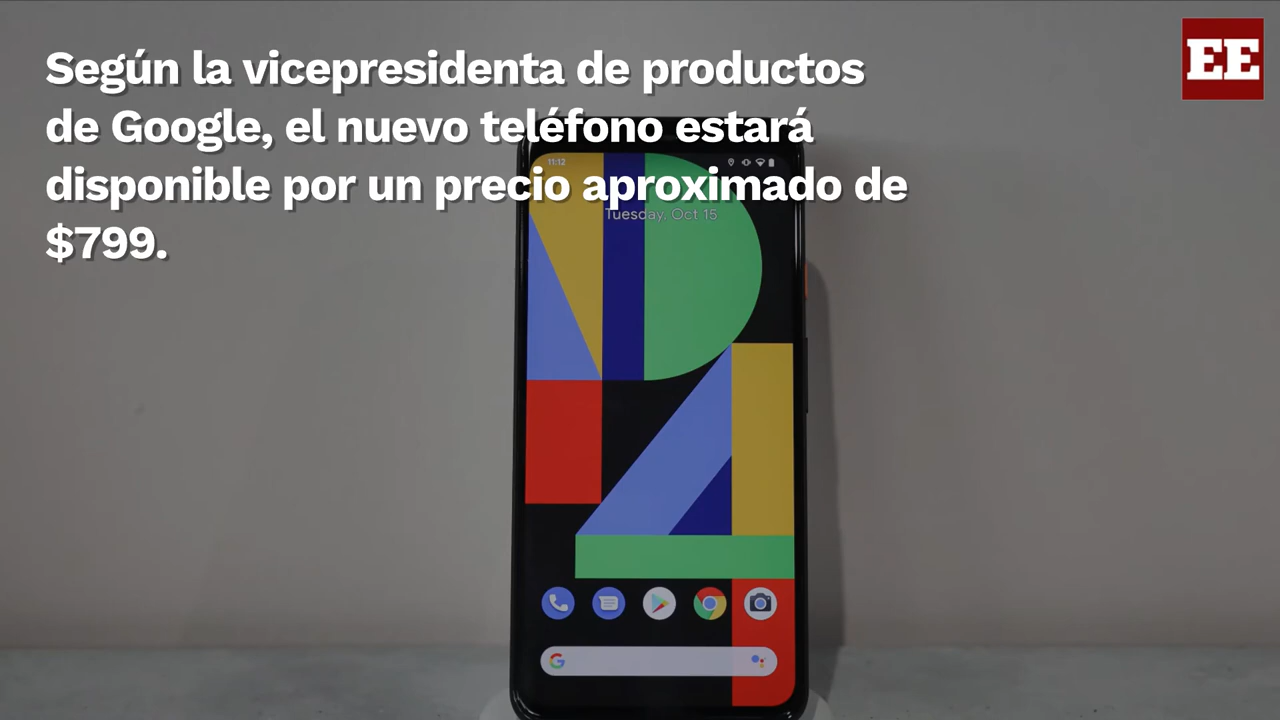 Según la vicepresidenta de productos
de Google, el nuevo teléfono estará
disponible por un precio aproximado de
$799.
EE
11:12
Tuesday, Oct 15